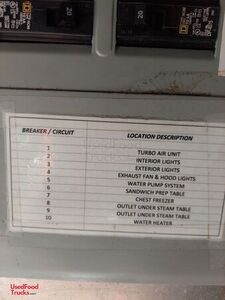 20
20
BREAKER / CIRCUIT LOCATION DESCRIPTION
1 TURBO AIR UNIT
2 INTERIOR LIGHTS
3 EXTERIOR LIGHTS
4 EXHAUST FAN & HOOD LIGHTS
5 WATER PUMP SYSTEM
6 SANDWICH PREP TABLE
7 CHEST FREEZER
8 OUTLET UNDER STEAM TABLE
9 OUTLET UNDER STEAM TABLE
10 WATER HEATER
UsedFood
Trucks.com